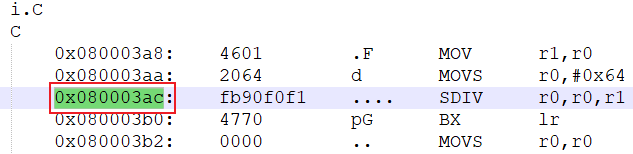 i.C
C
0x080003a8: 4601 .F MOV r1,r0
0x080003aa: 2064 d MOVS r0,#0x64
0x080003ac: fb90f0f1 .... SDIV r0,r0,r1
0x080003b0: 4770 pG BX lr
0x080003b2: 0000 .. MOVS r0,r0